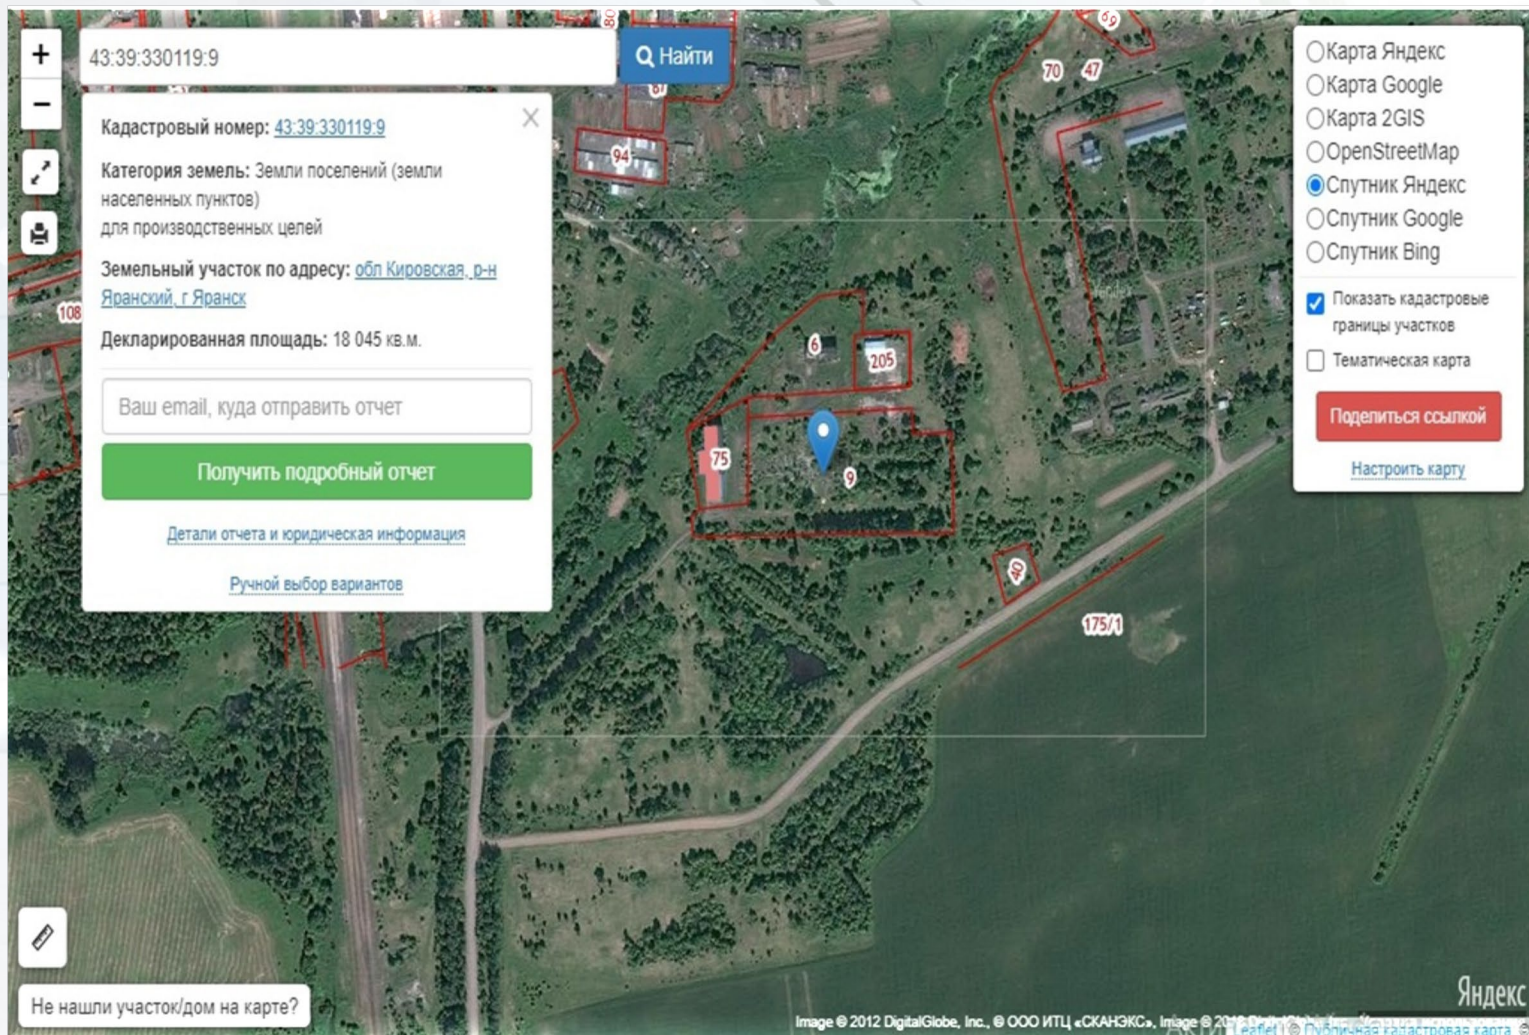 80
69
+
43:39:330119:9
Найти
−
67
70
47
94
Кадастровый номер: 43:39:330119:9
X
Категория земель: Земли поселений (земли
населенных пунктов)
для производственных целей
Земельный участок по адресу: обл Кировская, р-н
Яранский, г Яранск
108
Декларированная площадь: 18 045 кв.м.
Ваш email, куда отправить отчет
Получить подробный отчет
Детали отчета и юридическая информация
Ручной выбор вариантов
6
205
75
9
40
175/1
Карта Яндекс
Карта Google
Карта 2GIS
OpenStreetMap
Спутник Яндекс
Спутник Google
Спутник Bing
Показать кадастровые
границы участков
Тематическая карта
Поделиться ссылкой
Настроить карту
Не нашли участок/дом на карте?
Яндекс
Image © 2012 DigitalGlobe, Inc., © ООО ИТЦ «СКАНЭКС», Image © 2012
Leaflet | © Публичная кадастровая карта